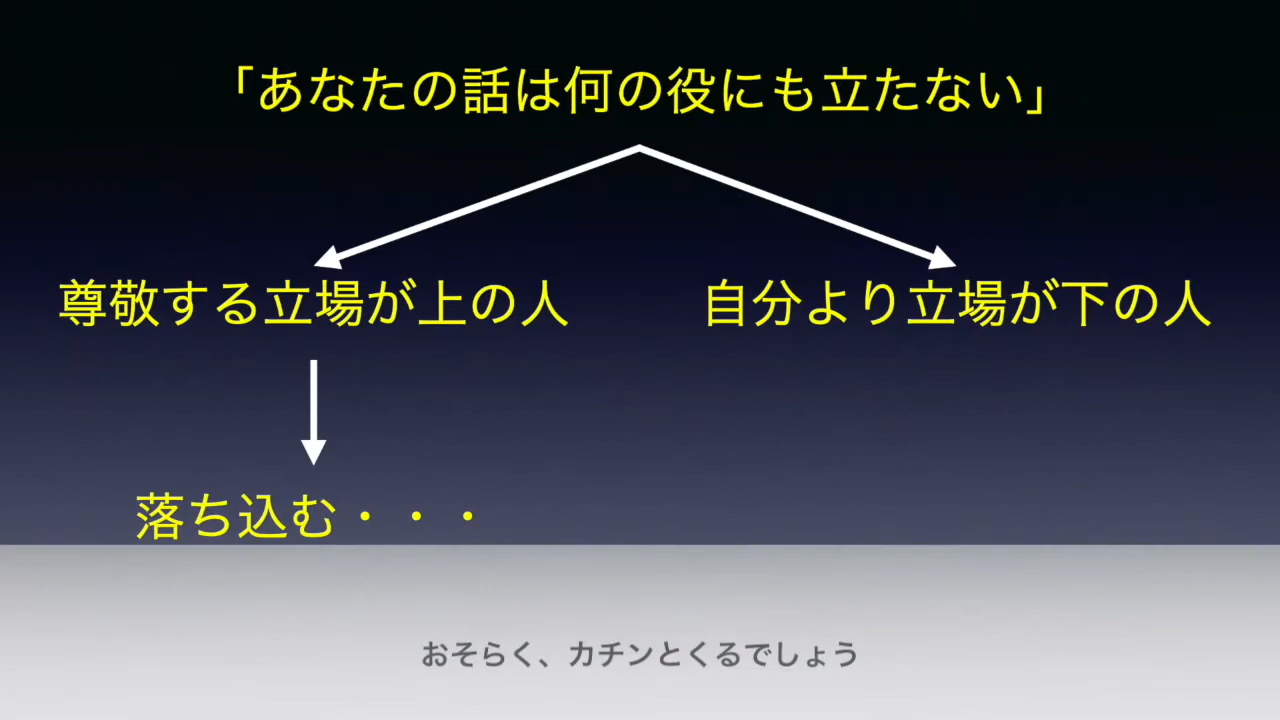 「あなたの話は何の役にも立たない」
尊敬する立場が上の人
自分より立場が下の人
落ち込む・・・
おそらく、カチンとくるでしょう